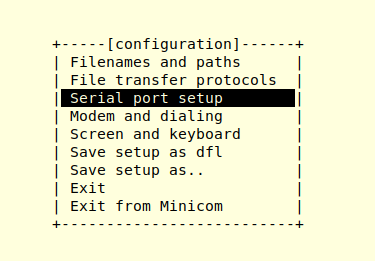 +-----[configuration]------+
| Filenames and paths      |
| File transfer protocols  |
| Serial port setup        |
| Modem and dialing        |
| Screen and keyboard      |
| Save setup as dfl        |
| Save setup as..          |
| Exit                     |
| Exit from Minicom        |
+--------------------------+